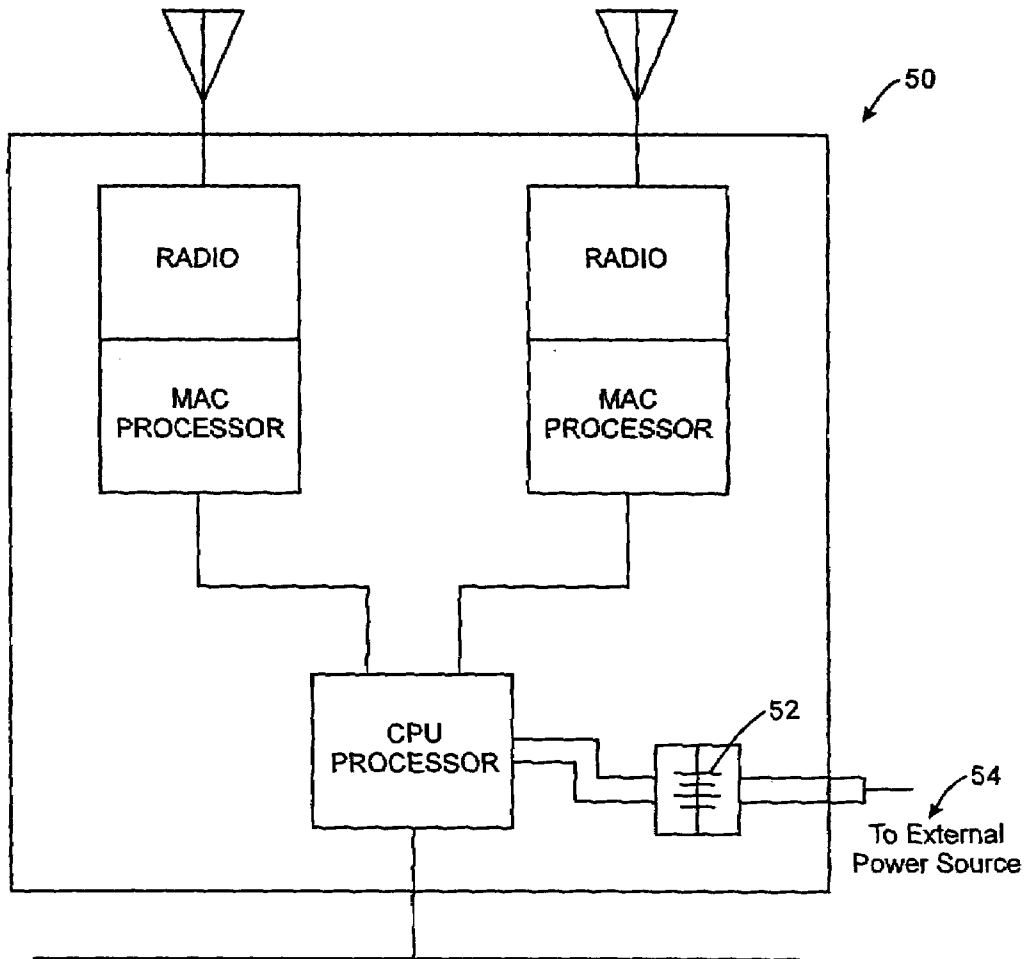 50
RADIO
RADIO
MAC
PROCESSOR
MAC
PROCESSOR
CPU
PROCESSOR
52
54
To External
Power Source